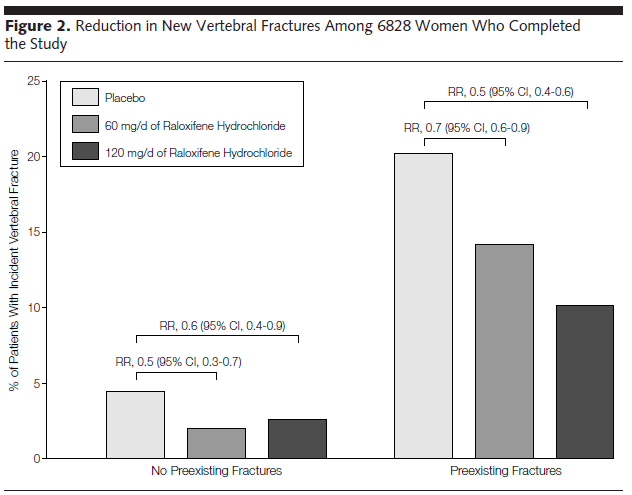 Figure 2. Reduction in New Vertebral Fractures Among 6828 Women Who Completed
the Study
25
20
15
10
5
0
% of Patients With Incident Vertebral Fracture
Placebo
60 mg/d of Raloxifene Hydrochloride
120 mg/d of Raloxifene Hydrochloride
RR, 0.6 (95% CI, 0.4-0.9)
RR, 0.5 (95% CI, 0.3-0.7)
RR, 0.5 (95% CI, 0.4-0.6)
RR, 0.7 (95% CI, 0.6-0.9)
No Preexisting Fractures
Preexisting Fractures